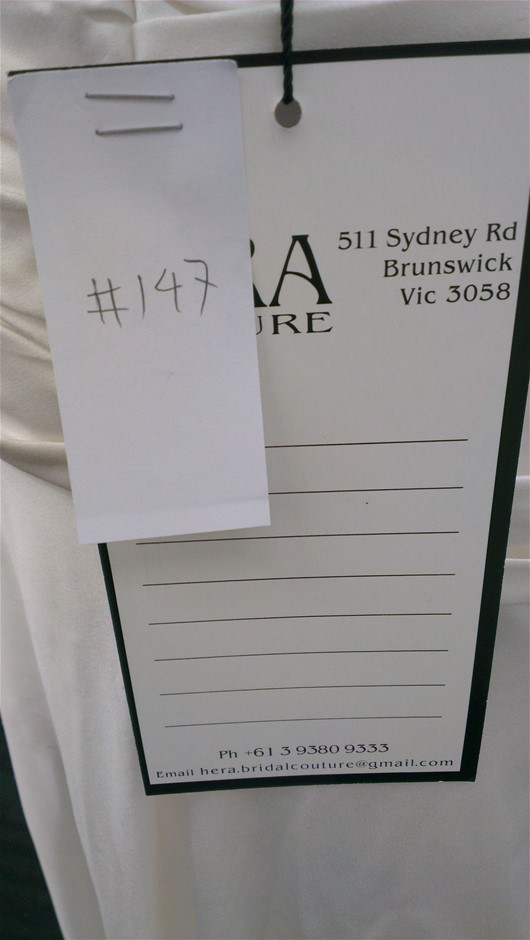 #147
RA
URE
511 Sydney Rd
Brunswick
Vic 3058
Ph +61 3 9380 9333
Email hera.bridalcouture@gmail.com